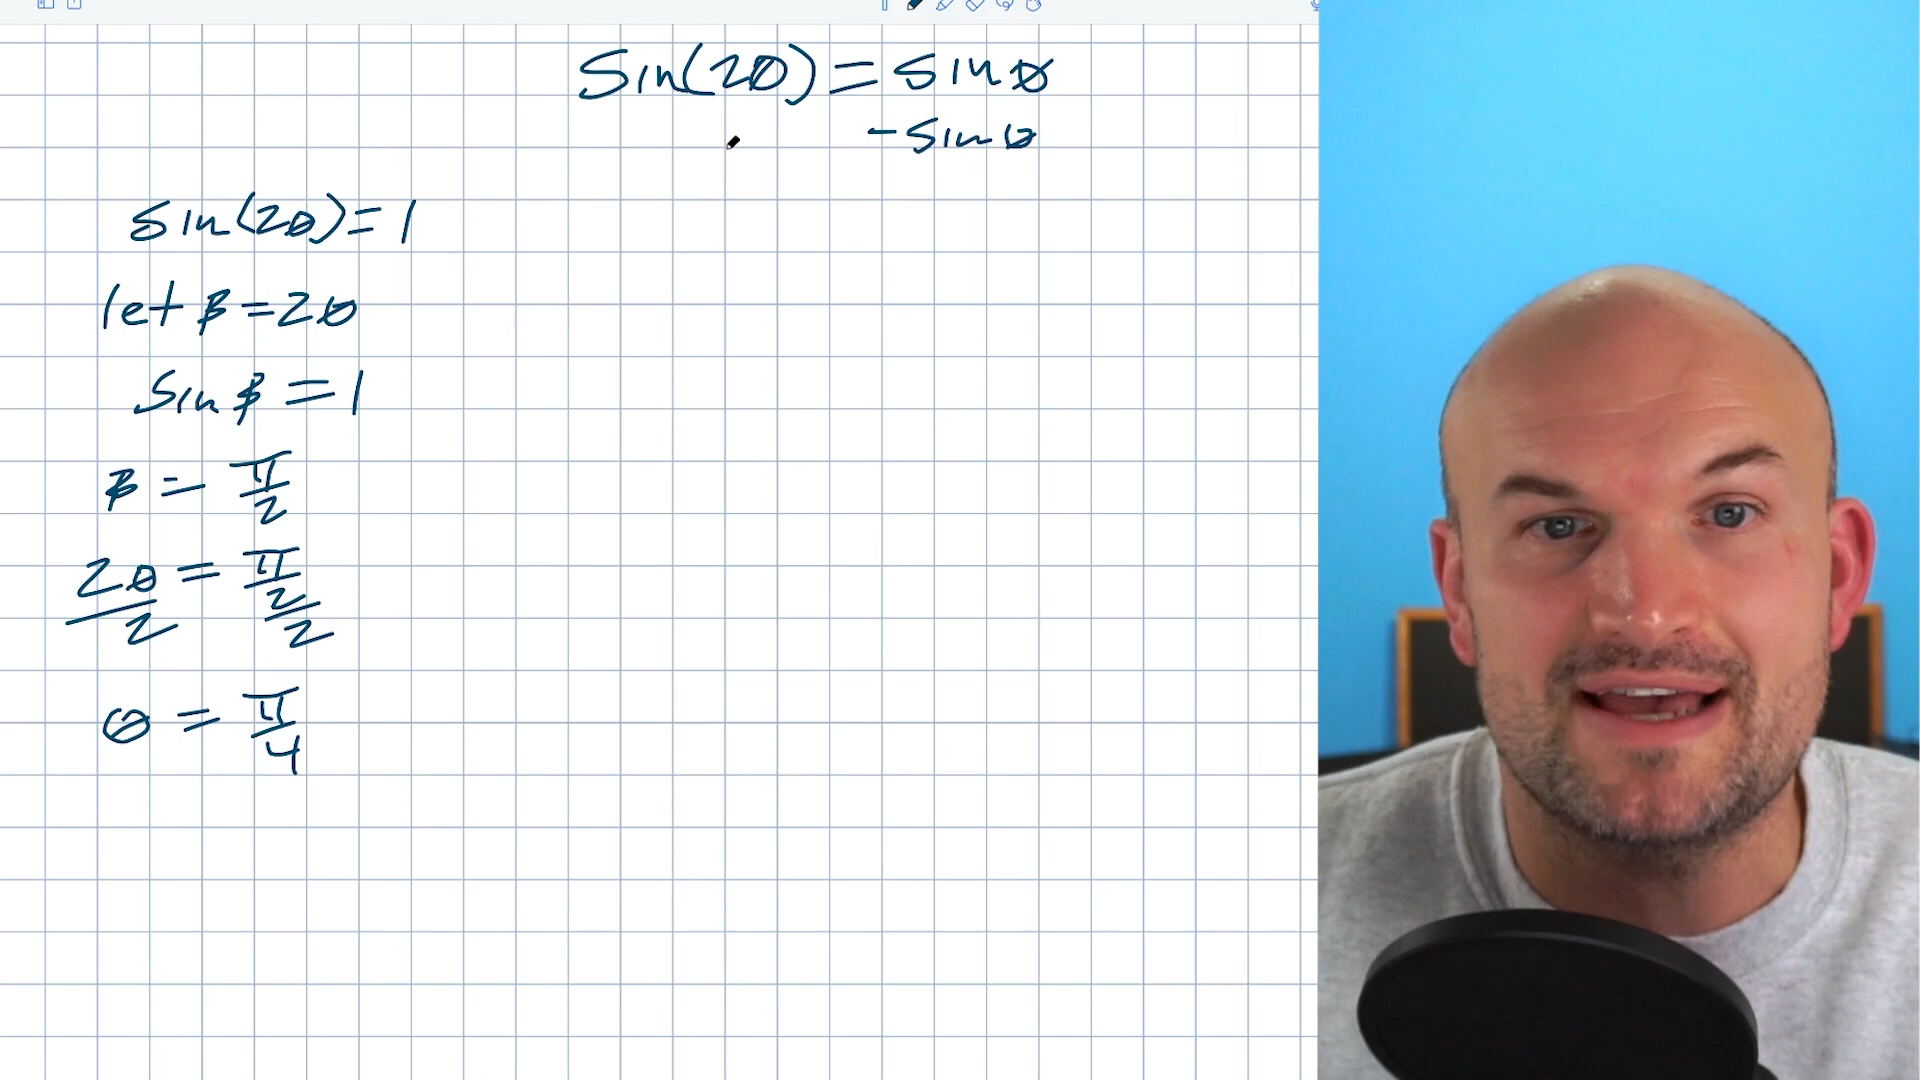 sin(2θ) = sin θ
- sin θ
sin(2θ) = 1
let β = 2θ
sin β = 1
β = π/2
2θ/2 = π/2/2
θ = π/4